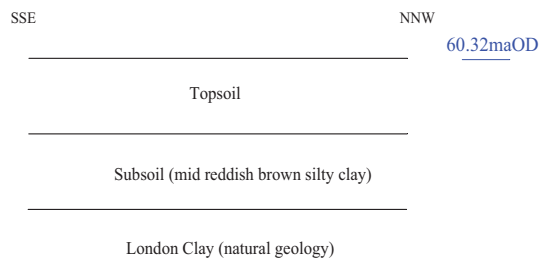 SSE
NNW
60.32maOD
Topsoil
Subsoil (mid reddish brown silty clay)
London Clay (natural geology)